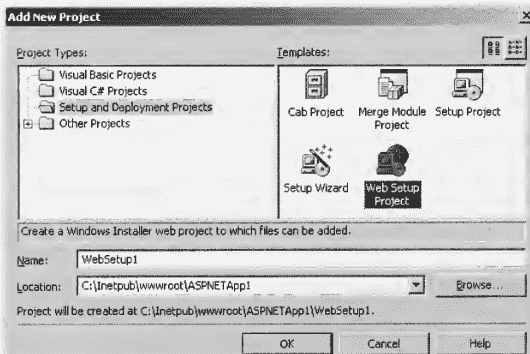 Add New Project
Project Types:
Templates:
Visual Basic Projects
Visual C# Projects
Setup and Deployment Projects
Other Projects
Cab Project
Merge Module Project
Setup Project
Setup Wizard
Web Setup Project
Create a Windows Installer web project to which files can be added.
Name:
WebSetup1
Location:
C:\Inetpub\wwwroot\ASPNETApp1
Browse...
Project will be created at C:\Inetpub\wwwroot\ASPNETApp1\WebSetup1.
OK
Cancel
Help